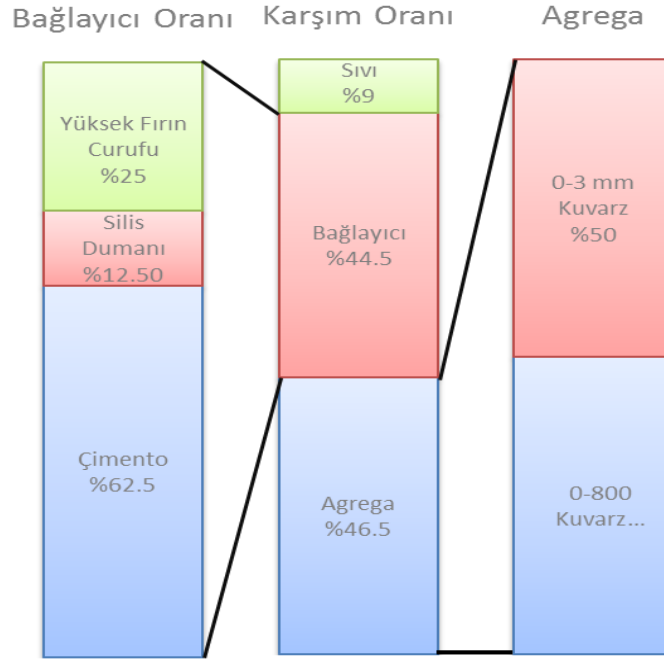 Bağlayıcı Oranı
Yüksek Fırın
Curufu
%25
Silis
Dumanı
%12.50
Çimento
%62.5
Karşım Oranı
Sıvı
%9
Bağlayıcı
%44.5
Agrega
%46.5
Agrega
0-3 mm
Kuvarz
%50
0-800
Kuvarz...